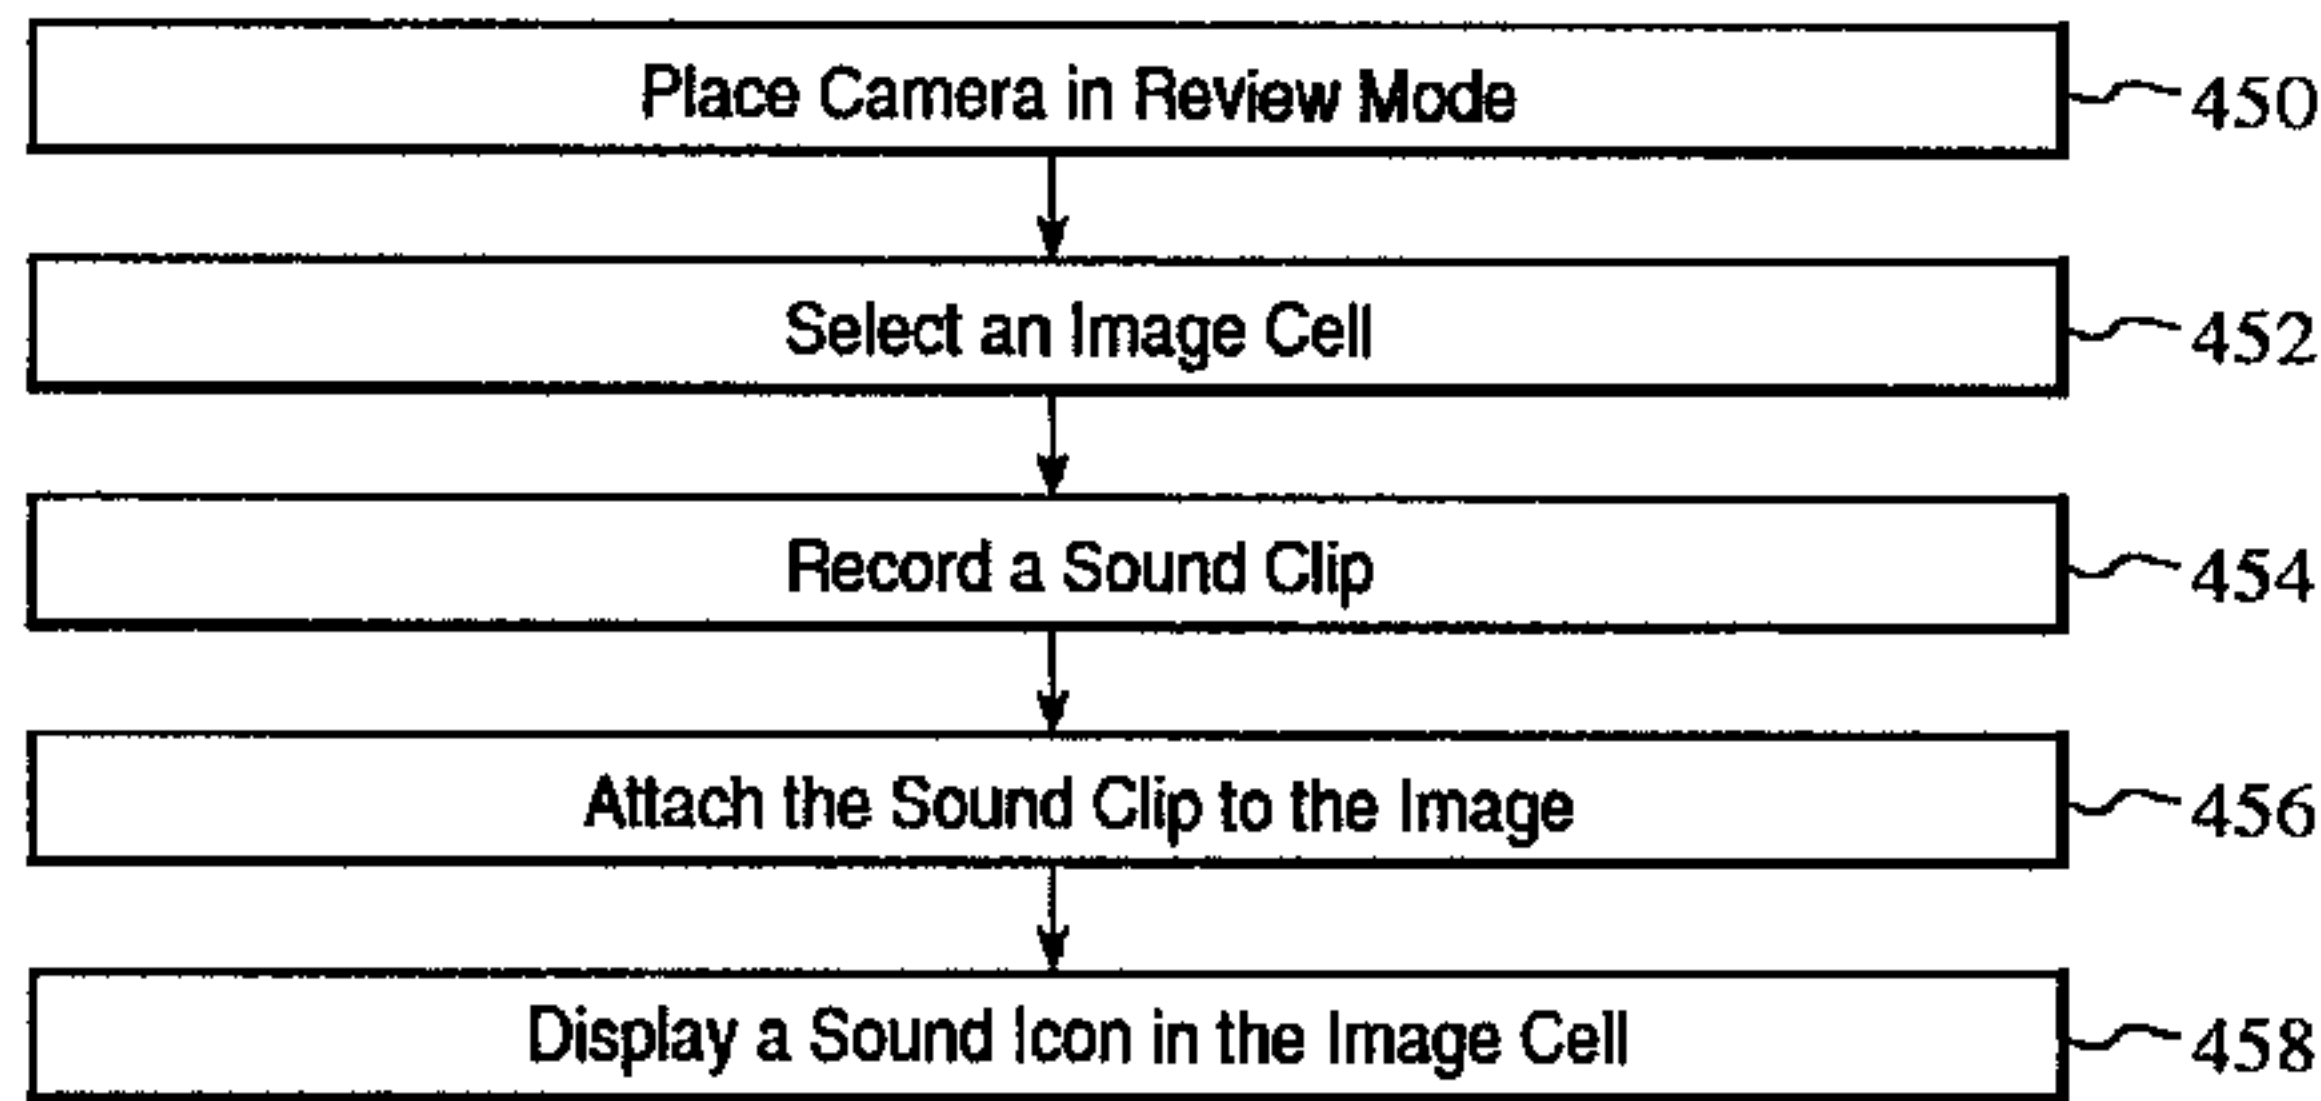 Place Camera in Review Mode 450
Select an Image Cell 452
Record a Sound Clip 454
Attach the Sound Clip to the Image 456
Display a Sound Icon in the Image Cell 458